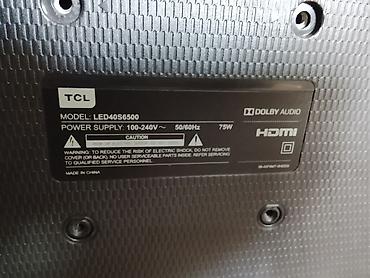 TCL
MODEL: LED40S6500
POWER SUPPLY: 100-240V～ 50/60Hz 75W
CAUTION
WARNING: TO REDUCE THE RISK OF ELECTRIC SHOCK, DO NOT REMOVE
COVER (OR BACK). NO USER SERVICEABLE PARTS INSIDE. REFER SERVICING
TO QUALIFIED SERVICE PERSONNEL.
MADE IN CHINA
DOLBY AUDIO
HDMI